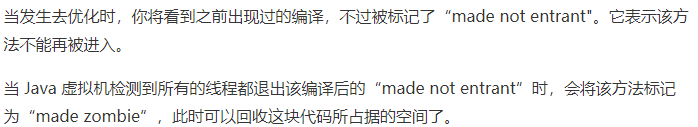 当发生去优化时，你将看到之前出现过的编译，不过被标记了“made not entrant"。它表示该方
法不能再被进入。
当 Java 虚拟机检测到所有的线程都退出该编译后的“made not entrant”时，会将该方法标记
为“made zombie”，此时可以回收这块代码所占据的空间了。